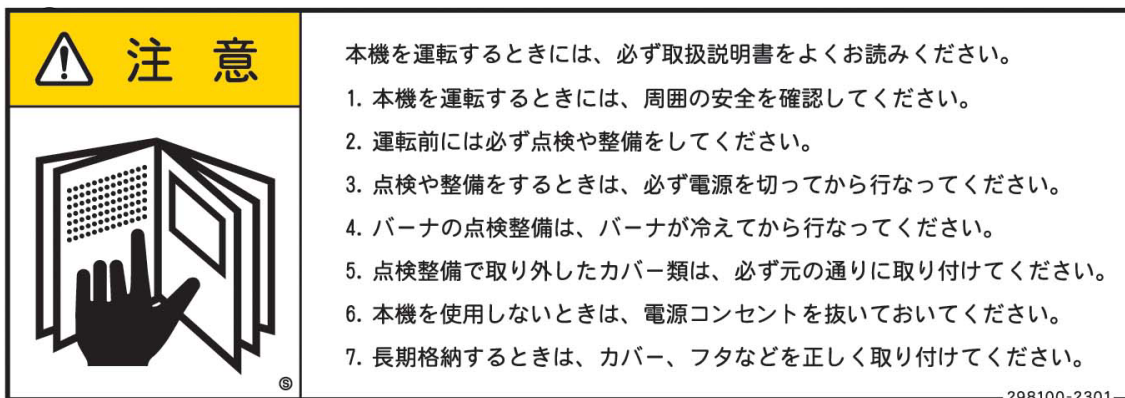 注意
本機を運転するときには、必ず取扱説明書をよくお読みください。
1. 本機を運転するときには、周囲の安全を確認してください。
2. 運転前には必ず点検や整備をしてください。
3. 点検や整備をするときは、必ず電源を切ってから行なってください。
4. バーナの点検整備は、バーナが冷えてから行なってください。
5. 点検整備で取り外したカバー類は、必ず元の通りに取り付けてください。
6. 本機を使用しないときは、電源コンセントを抜いておいてください。
7. 長期格納するときは、カバー、フタなどを正しく取り付けてください。
Ⓢ
298100-2301